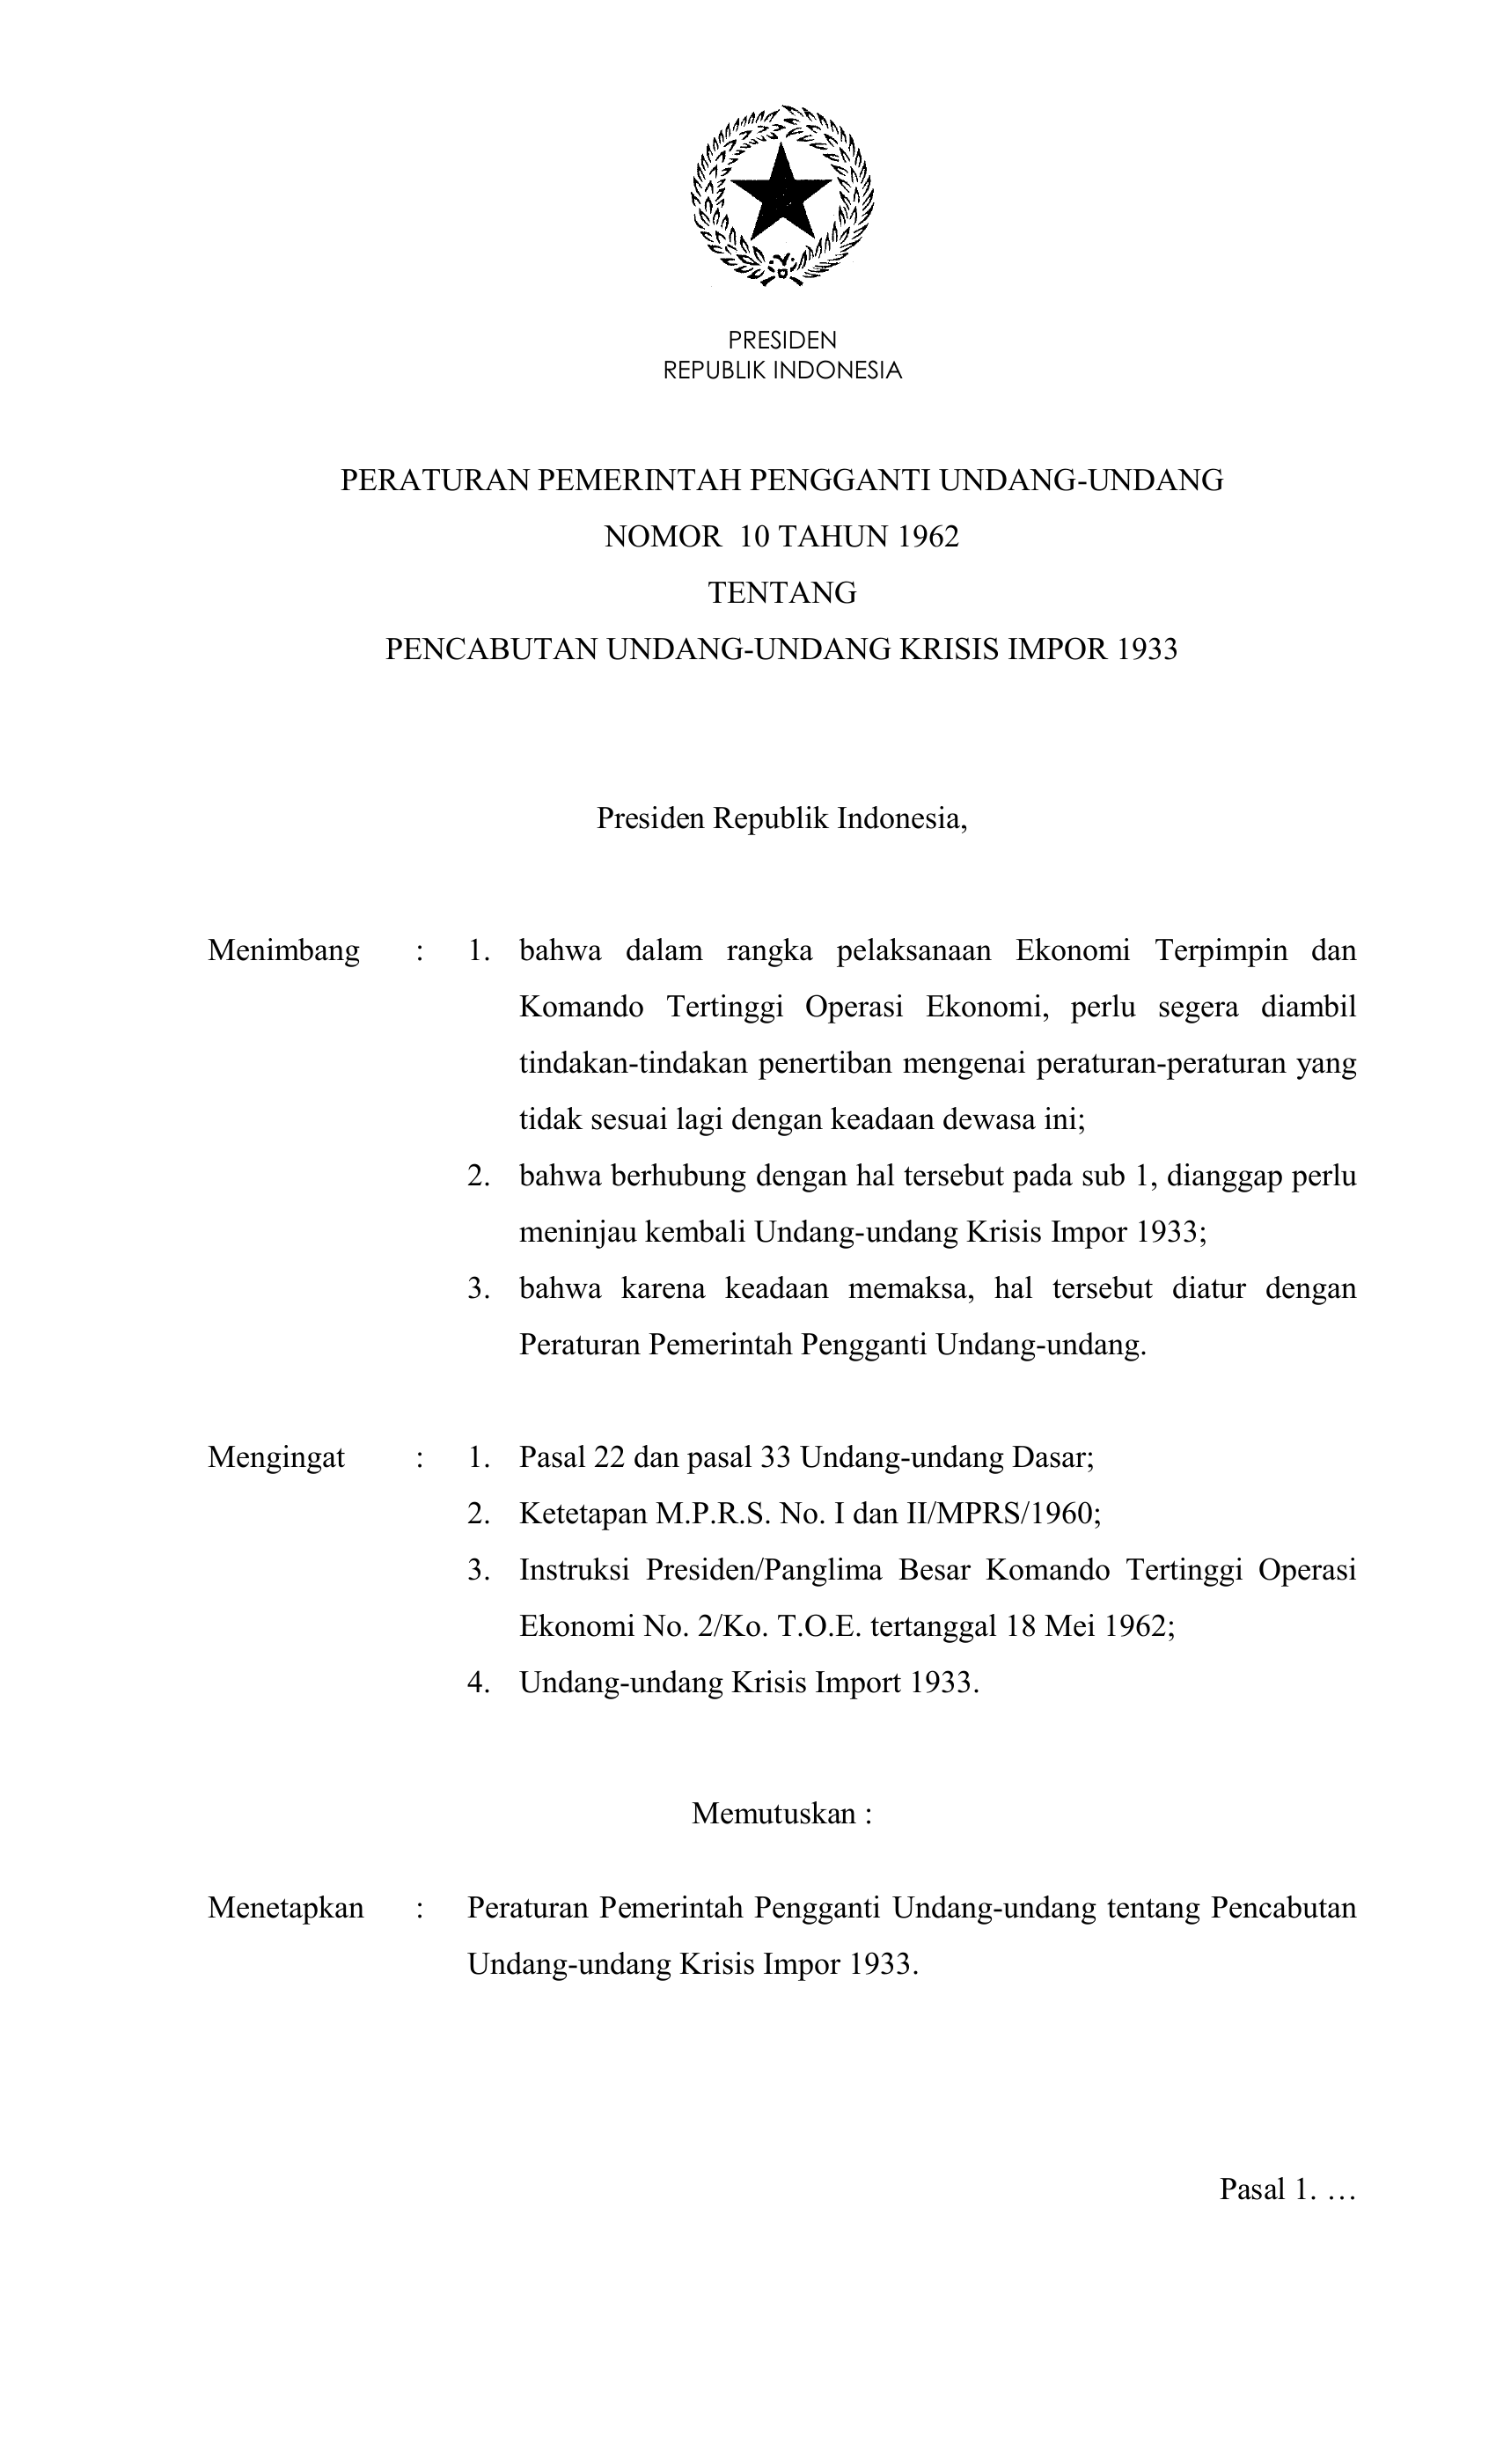 PRESIDEN
REPUBLIK INDONESIA
PERATURAN PEMERINTAH PENGGANTI UNDANG-UNDANG
NOMOR 10 TAHUN 1962
TENTANG
PENCABUTAN UNDANG-UNDANG KRISIS IMPOR 1933
Presiden Republik Indonesia,
Menimbang : 1. bahwa dalam rangka pelaksanaan Ekonomi Terpimpin dan
Komando Tertinggi Operasi Ekonomi, perlu segera diambil
tindakan-tindakan penertiban mengenai peraturan-peraturan yang
tidak sesuai lagi dengan keadaan dewasa ini;
2. bahwa berhubung dengan hal tersebut pada sub 1, dianggap perlu
meninjau kembali Undang-undang Krisis Impor 1933;
3. bahwa karena keadaan memaksa, hal tersebut diatur dengan
Peraturan Pemerintah Pengganti Undang-undang.
Mengingat : 1. Pasal 22 dan pasal 33 Undang-undang Dasar;
2. Ketetapan M.P.R.S. No. I dan II/MPRS/1960;
3. Instruksi Presiden/Panglima Besar Komando Tertinggi Operasi
Ekonomi No. 2/Ko. T.O.E. tertanggal 18 Mei 1962;
4. Undang-undang Krisis Import 1933.
Memutuskan :
Menetapkan : Peraturan Pemerintah Pengganti Undang-undang tentang Pencabutan
Undang-undang Krisis Impor 1933.
Pasal 1. …